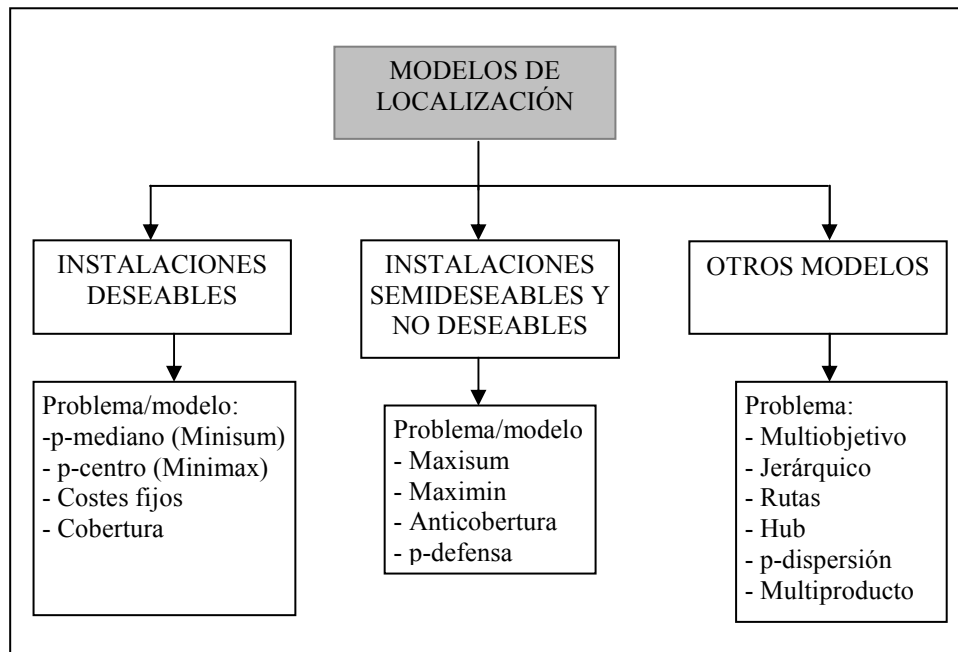 MODELOS DE
LOCALIZACIÓN
INSTALACIONES
DESEABLES
INSTALACIONES
SEMIDESEABLES Y
NO DESEABLES
OTROS MODELOS
Problema/modelo:
-p-mediano (Minisum)
- p-centro (Minimax)
- Costes fijos
- Cobertura
Problema/modelo
- Maxisum
- Maximin
- Anticobertura
- p-defensa
Problema:
- Multiobjetivo
- Jerárquico
- Rutas
- Hub
- p-dispersión
- Multiproducto